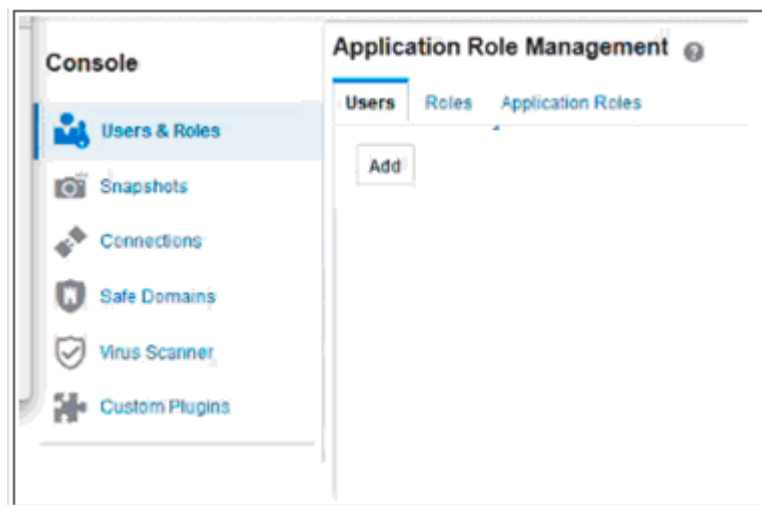 Console
Users & Roles
Snapshots
Connections
Safe Domains
Virus Scanner
Custom Plugins
Application Role Management ?
Users Roles Application Roles
Add